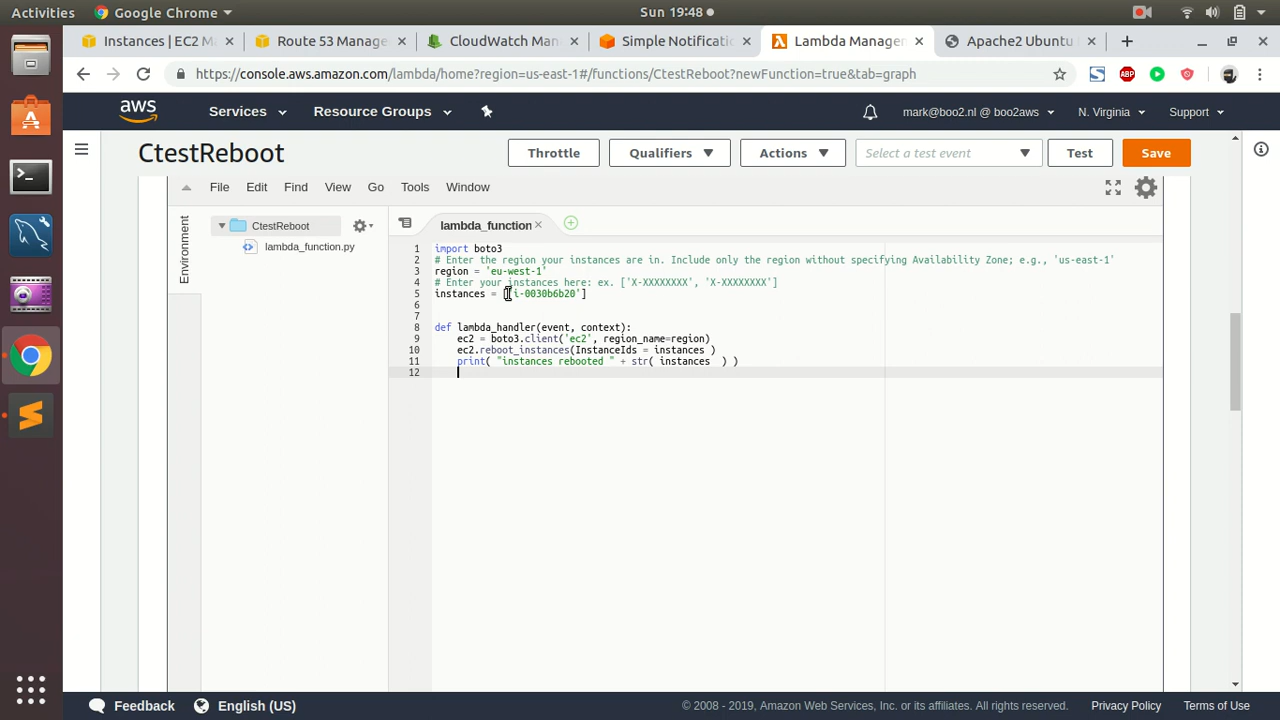 Activities Google Chrome Sun 19:48
Instances | EC2 M Route 53 Manage CloudWatch Man Simple Notificati Lambda Manage Apache2 Ubuntu
https://console.aws.amazon.com/lambda/home?region=us-east-1#/functions/CtestReboot?newFunction=true&tab=graph
aws Services Resource Groups mark@boo2.nl @ boo2aws N. Virginia Support
CtestReboot Throttle Qualifiers Actions Select a test event Test Save
File Edit Find View Go Tools Window
Environment
CtestReboot
lambda_function.py
lambda_function
1 import boto3
2 # Enter the region your instances are in. Include only the region without specifying Availability Zone; e.g., 'us-east-1'
3 region = 'eu-west-1'
4 # Enter your instances here: ex. ['X-XXXXXXXX', 'X-XXXXXXXX']
5 instances = ['i-0030b6b20']
6
7
8 def lambda_handler(event, context):
9 ec2 = boto3.client('ec2', region_name=region)
10 ec2.reboot_instances(InstanceIds = instances )
11 print( "instances rebooted " + str( instances ) )
12
Feedback English (US) © 2008 - 2019, Amazon Web Services, Inc. or its affiliates. All rights reserved. Privacy Policy Terms of Use